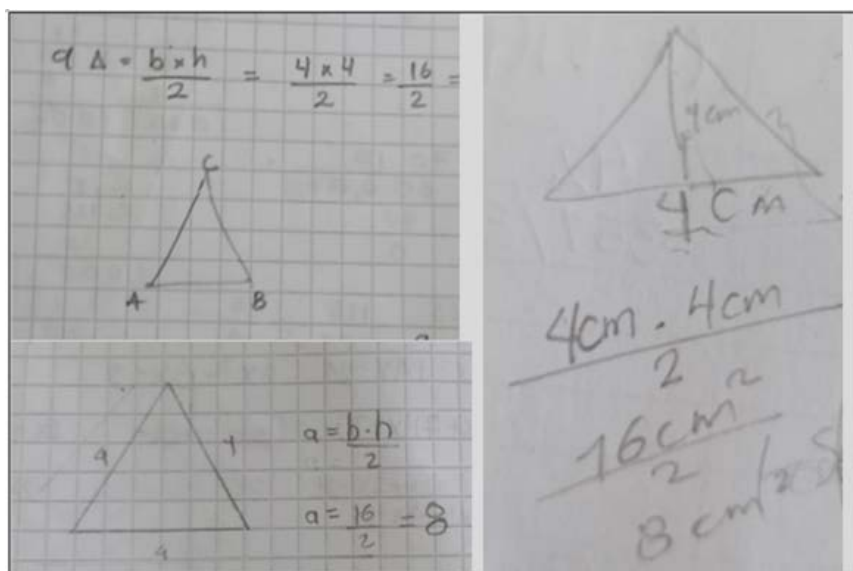 a Δ = b x h / 2 = 4 x 4 / 2 = 16 / 2 =
C
A B
4
4
a = b · h / 2
a = 16 / 2 = 8
4 cm
4 Cm
4cm . 4cm / 2
16cm² / 2
8 cm²